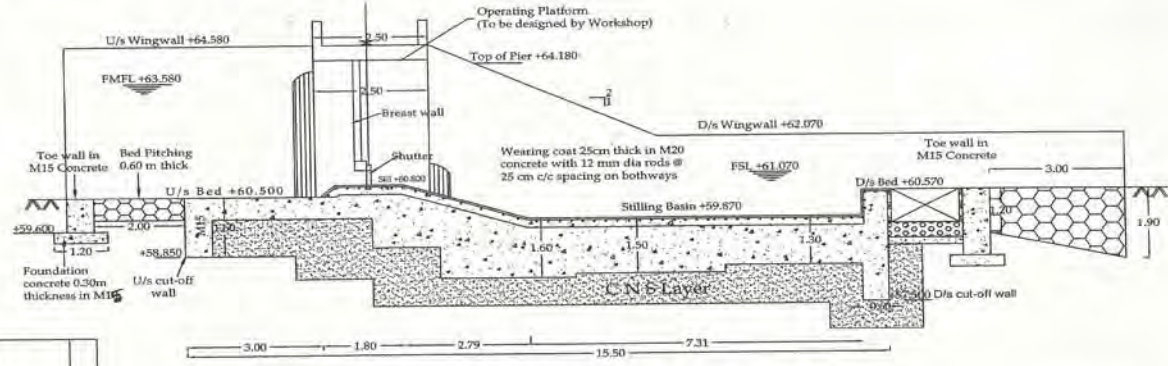 Operating Platform
(To be designed by Workshop)
2.50
U/s Wingwall +64.580
Top of Pier +64.180
FMFL +63.580
2.50
2
1
Breast wall
D/s Wingwall +62.070
Toe wall in
M15 Concrete
Bed Pitching
0.60 m thick
Shutter
Wearing coat 25cm thick in M20
concrete with 12 mm dia rods @
25 cm c/c spacing on bothways
FSL +61.070
Toe wall in
M15 Concrete
3.00
Sill +60.800
U/s Bed +60.500
D/s Bed +60.570
Stilling Basin +59.870
+59.600
2.00
M15
1.20
1.90
1.20
+58.850
1.60
1.50
1.30
Foundation
concrete 0.30m
thickness in
U/s cut-off
wall
C N S Layer
D/s cut-off wall
3.00
1.80
2.79
7.31
15.50